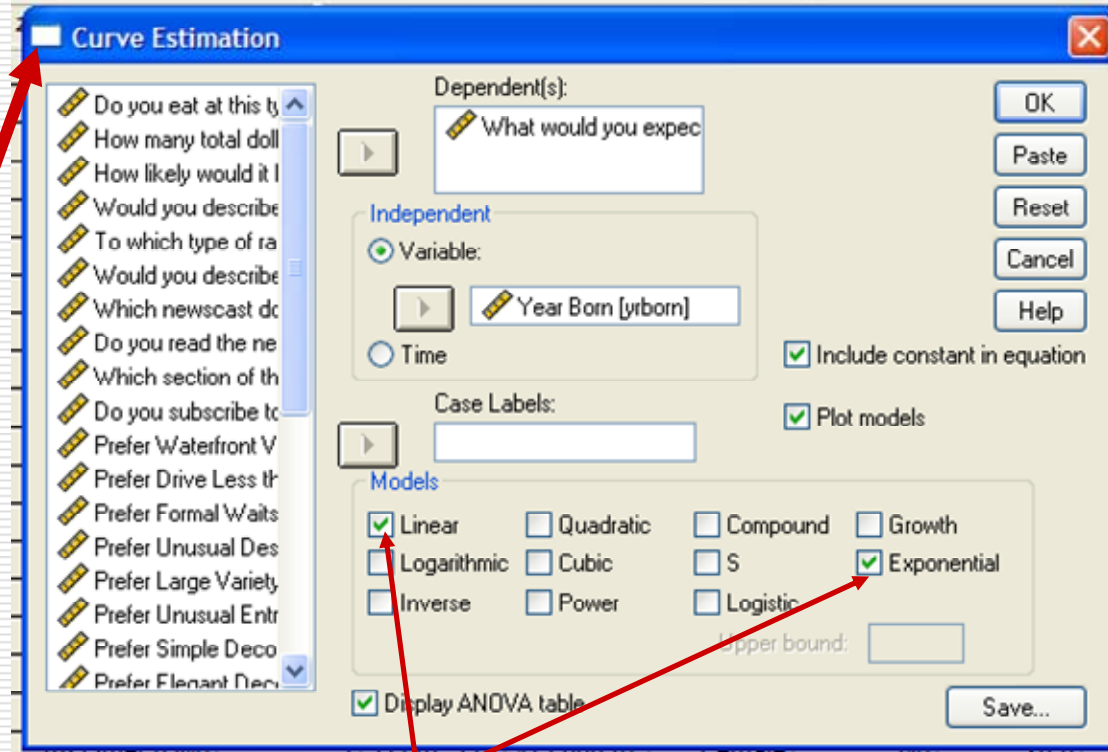 Curve Estimation
Do you eat at this ty
How many total doll
How likely would it l
Would you describe
To which type of ra
Would you describe
Which newscast dc
Do you read the ne
Which section of th
Do you subscribe tc
Prefer Waterfront V
Prefer Drive Less th
Prefer Formal Waits
Prefer Unusual Des
Prefer Large Variety
Prefer Unusual Entr
Prefer Simple Deco
Prefer Elegant Deco
Dependent(s):
What would you expec
Independent
Variable:
Year Born [yrborn]
Time
Case Labels:
OK
Paste
Reset
Cancel
Help
Include constant in equation
Plot models
Models
Linear Quadratic Compound Growth
Logarithmic Cubic S Exponential
Inverse Power Logistic
Upper bound:
Display ANOVA table
Save...